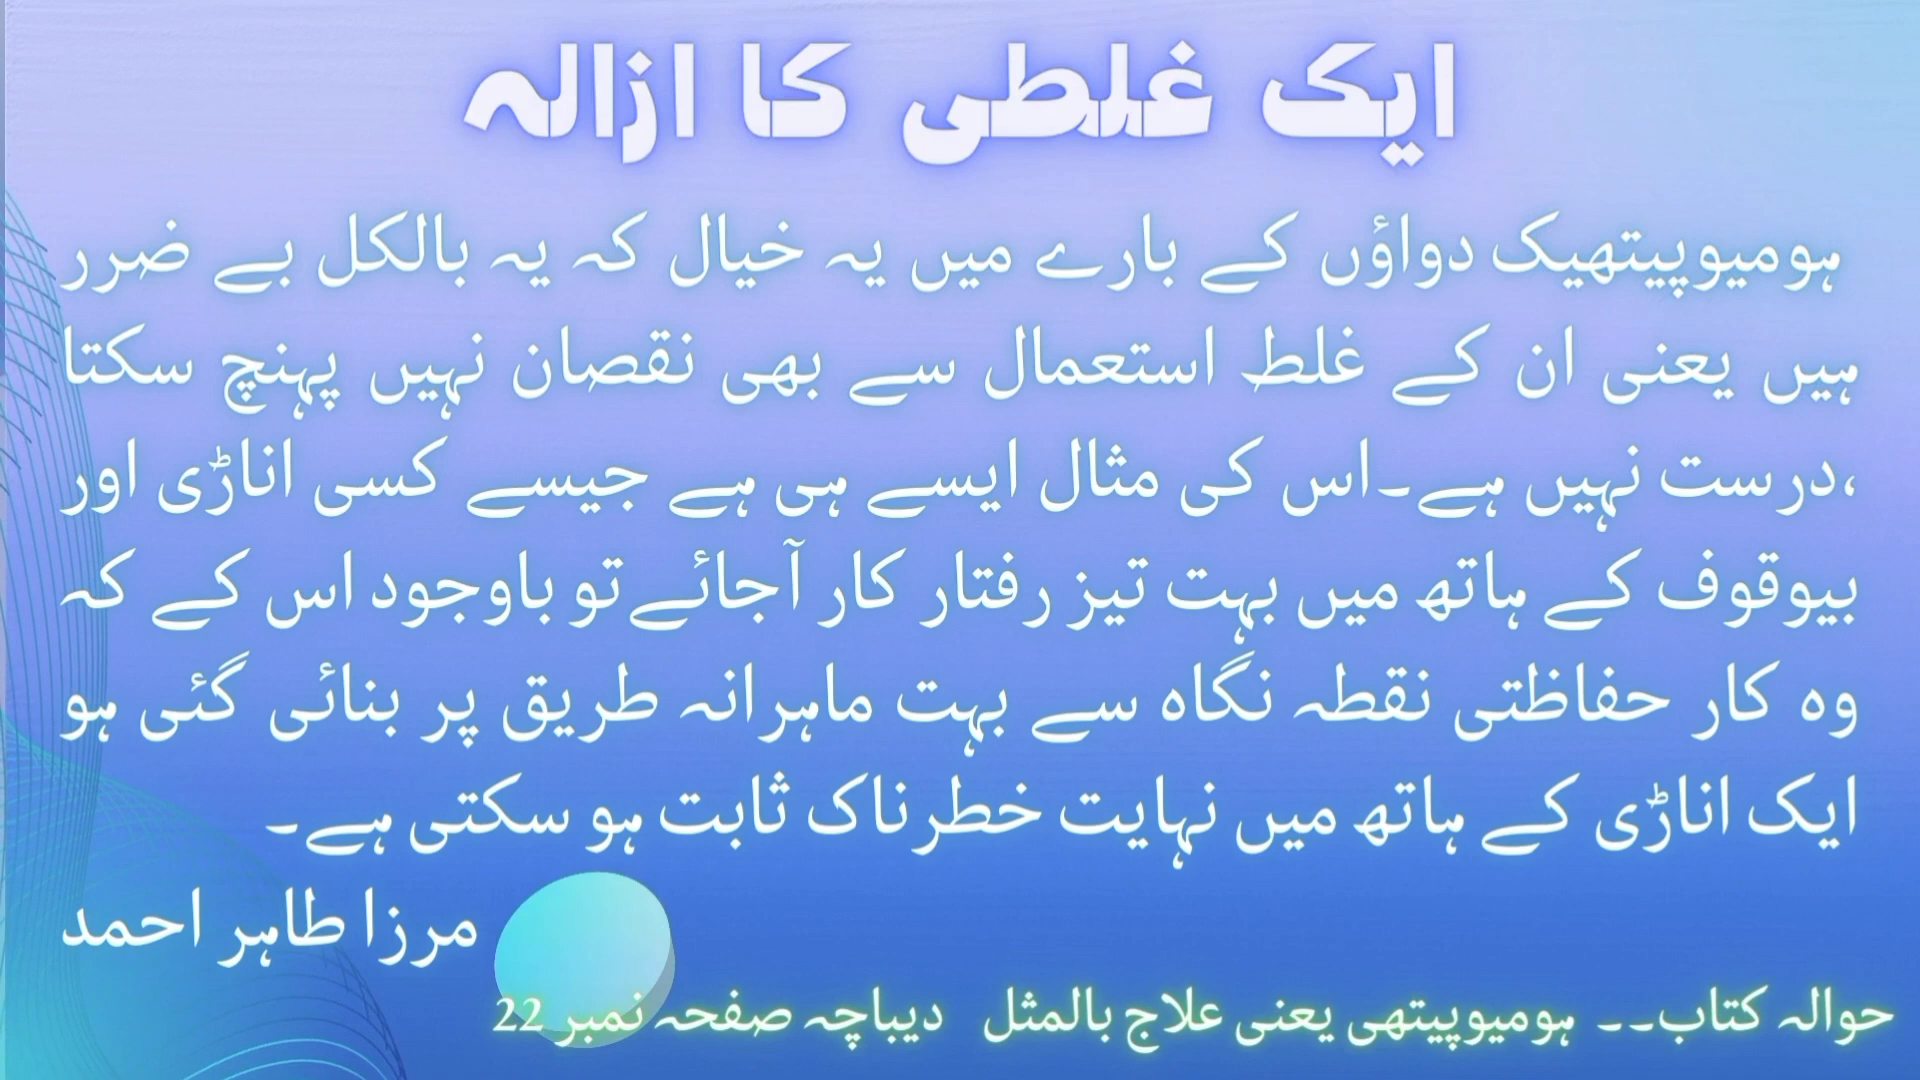 ایک غلطی کا ازالہ
ہومیوپیتھیک دواؤں کے بارے میں یہ خیال کہ یہ بالکل بے ضرر
ہیں یعنی ان کے غلط استعمال سے بھی نقصان نہیں پہنچ سکتا
،درست نہیں ہے۔اس کی مثال ایسے ہی ہے جیسے کسی اناڑی اور
بیوقوف کے ہاتھ میں بہت تیز رفتار کار آجائے تو باوجود اس کے کہ
وہ کار حفاظتی نقطہ نگاہ سے بہت ماہرانہ طریق پر بنائی گئی ہو
ایک اناڑی کے ہاتھ میں نہایت خطرناک ثابت ہو سکتی ہے۔
مرزا طاہر احمد
حوالہ کتاب۔۔ ہومیوپیتھی یعنی علاج بالمثل دیباچہ صفحہ نمبر 22